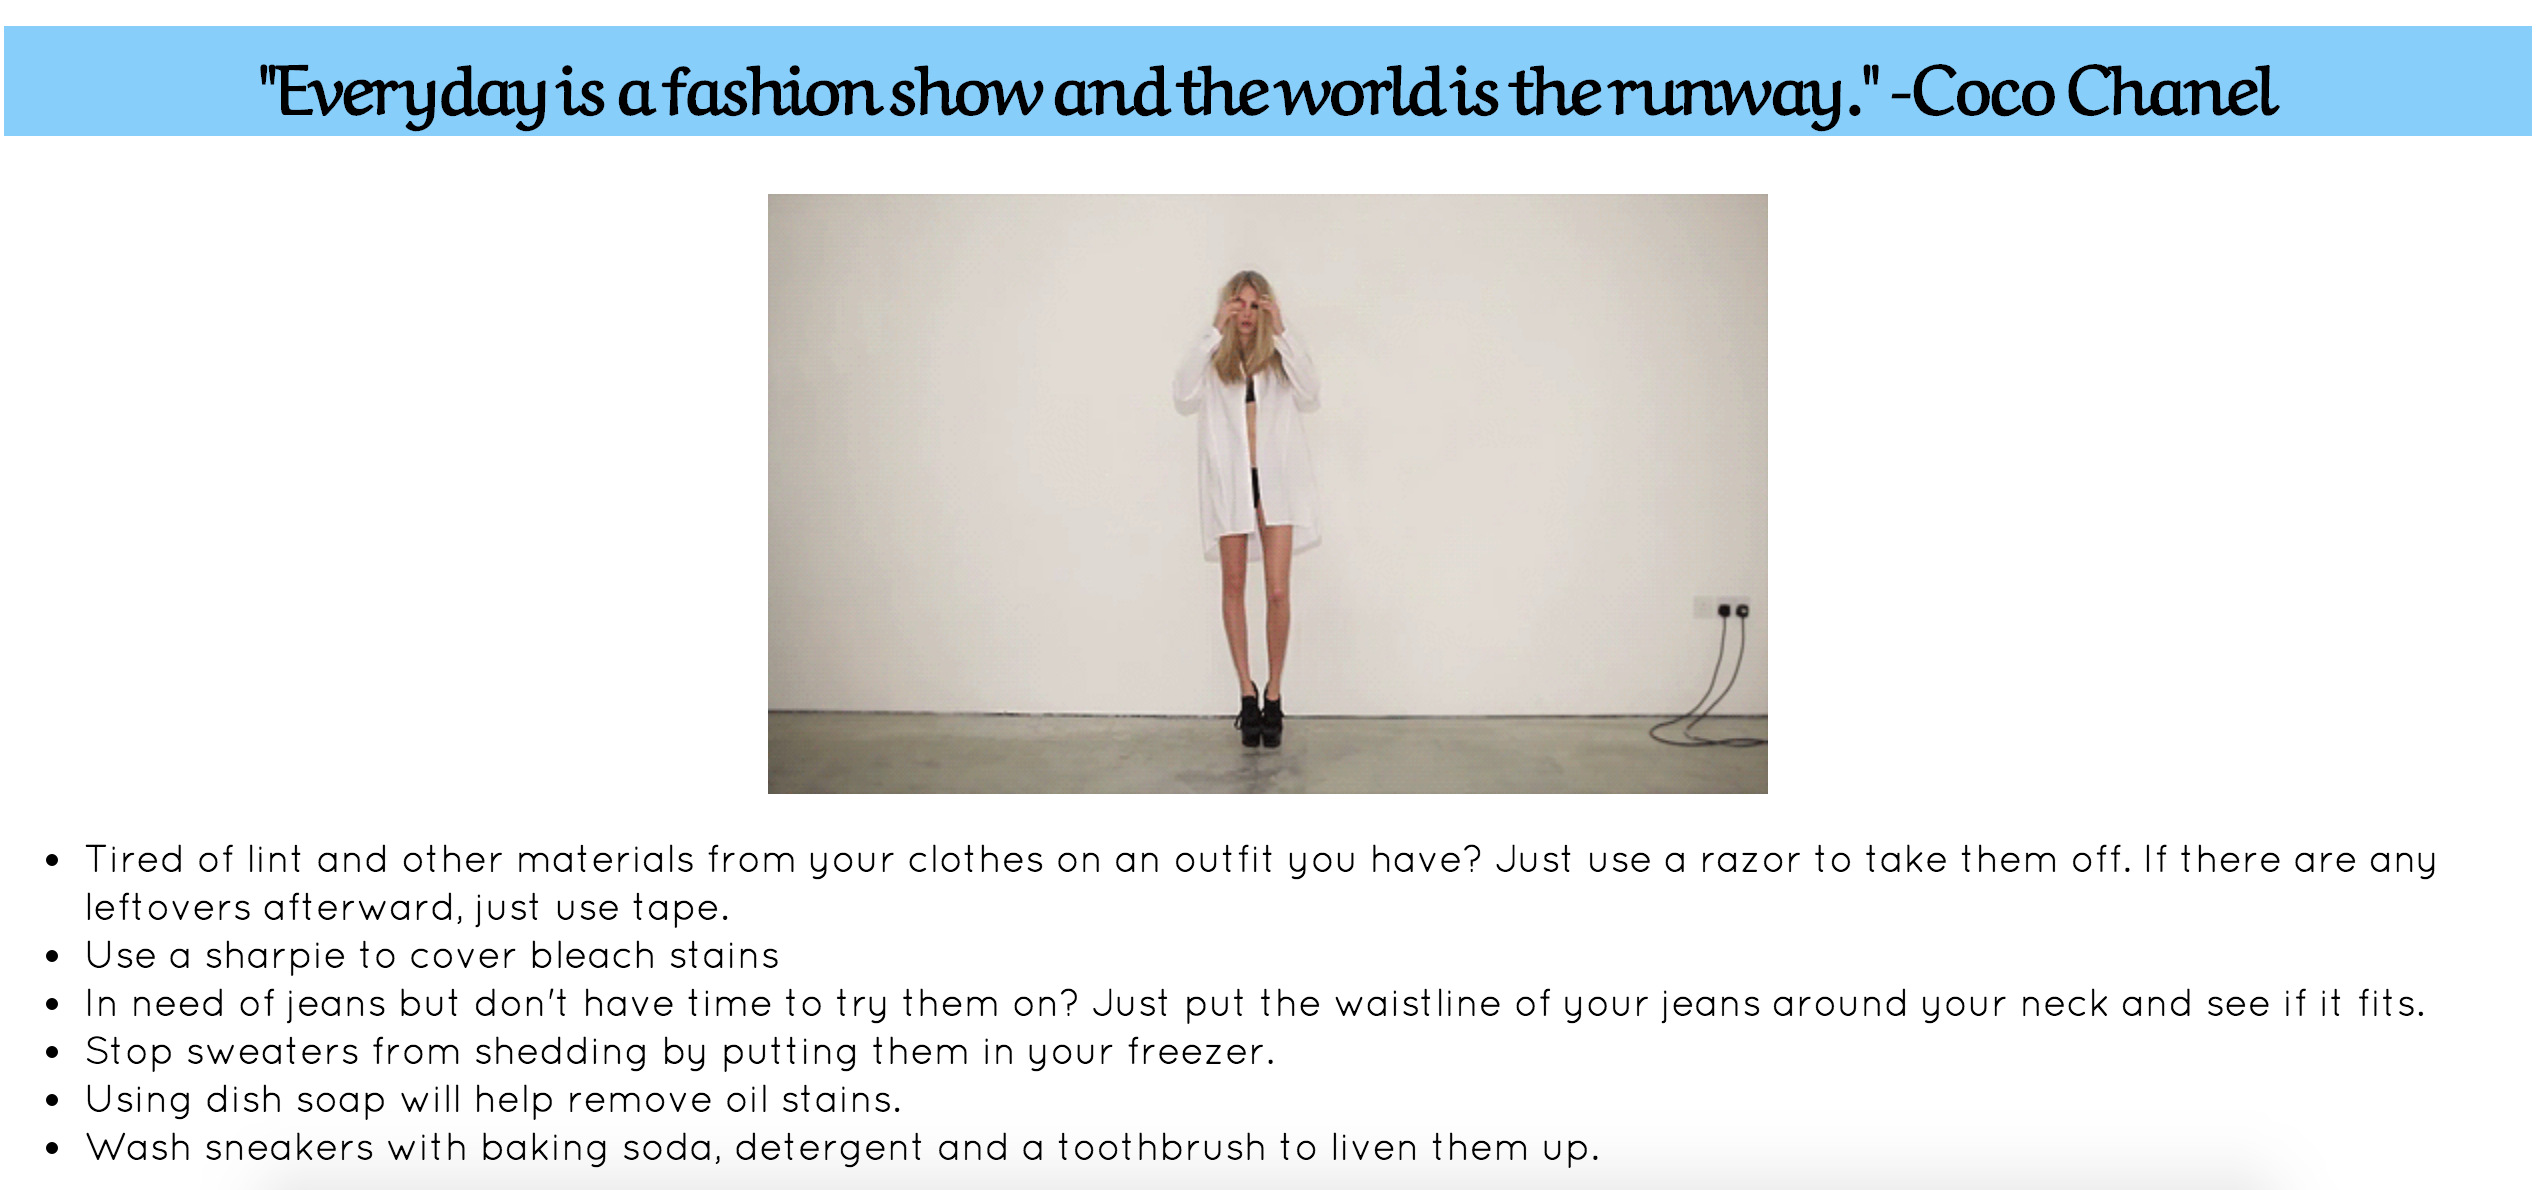 "Everyday is a fashion show and the world is the runway." -Coco Chanel
• Tired of lint and other materials from your clothes on an outfit you have? Just use a razor to take them off. If there are any
leftovers afterward, just use tape.
• Use a sharpie to cover bleach stains
• In need of jeans but don't have time to try them on? Just put the waistline of your jeans around your neck and see if it fits.
• Stop sweaters from shedding by putting them in your freezer.
• Using dish soap will help remove oil stains.
• Wash sneakers with baking soda, detergent and a toothbrush to liven them up.